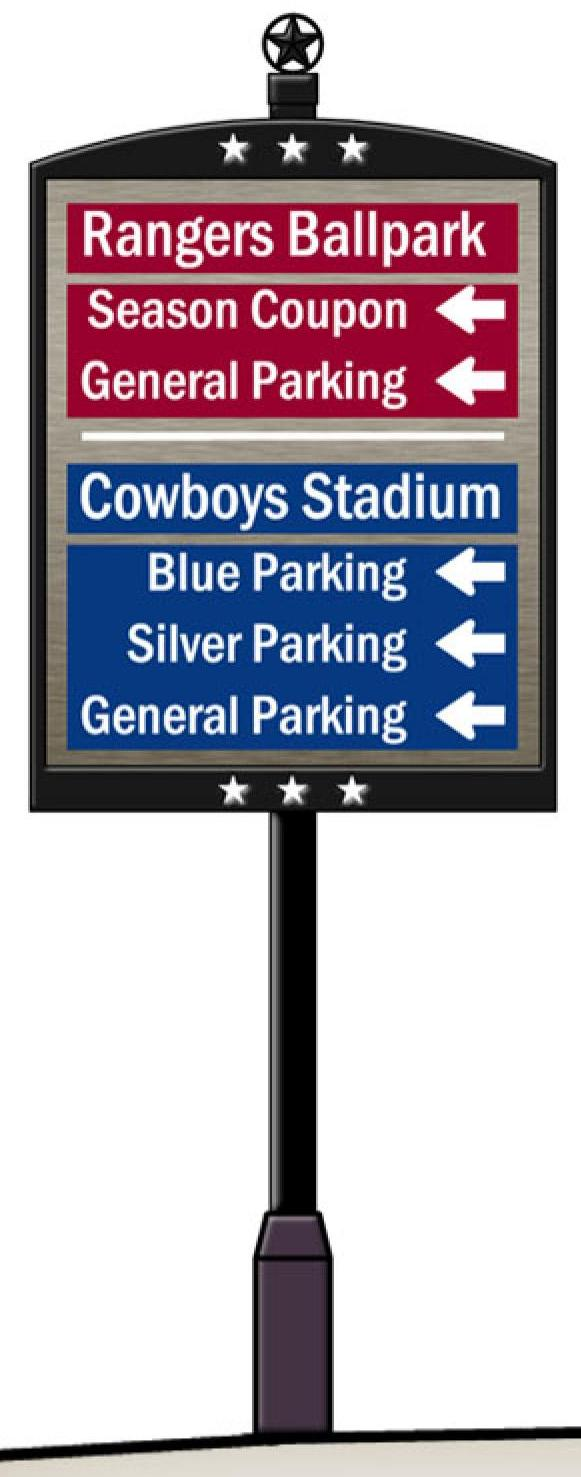 Rangers Ballpark
Season Coupon
General Parking
Cowboys Stadium
Blue Parking
Silver Parking
General Parking